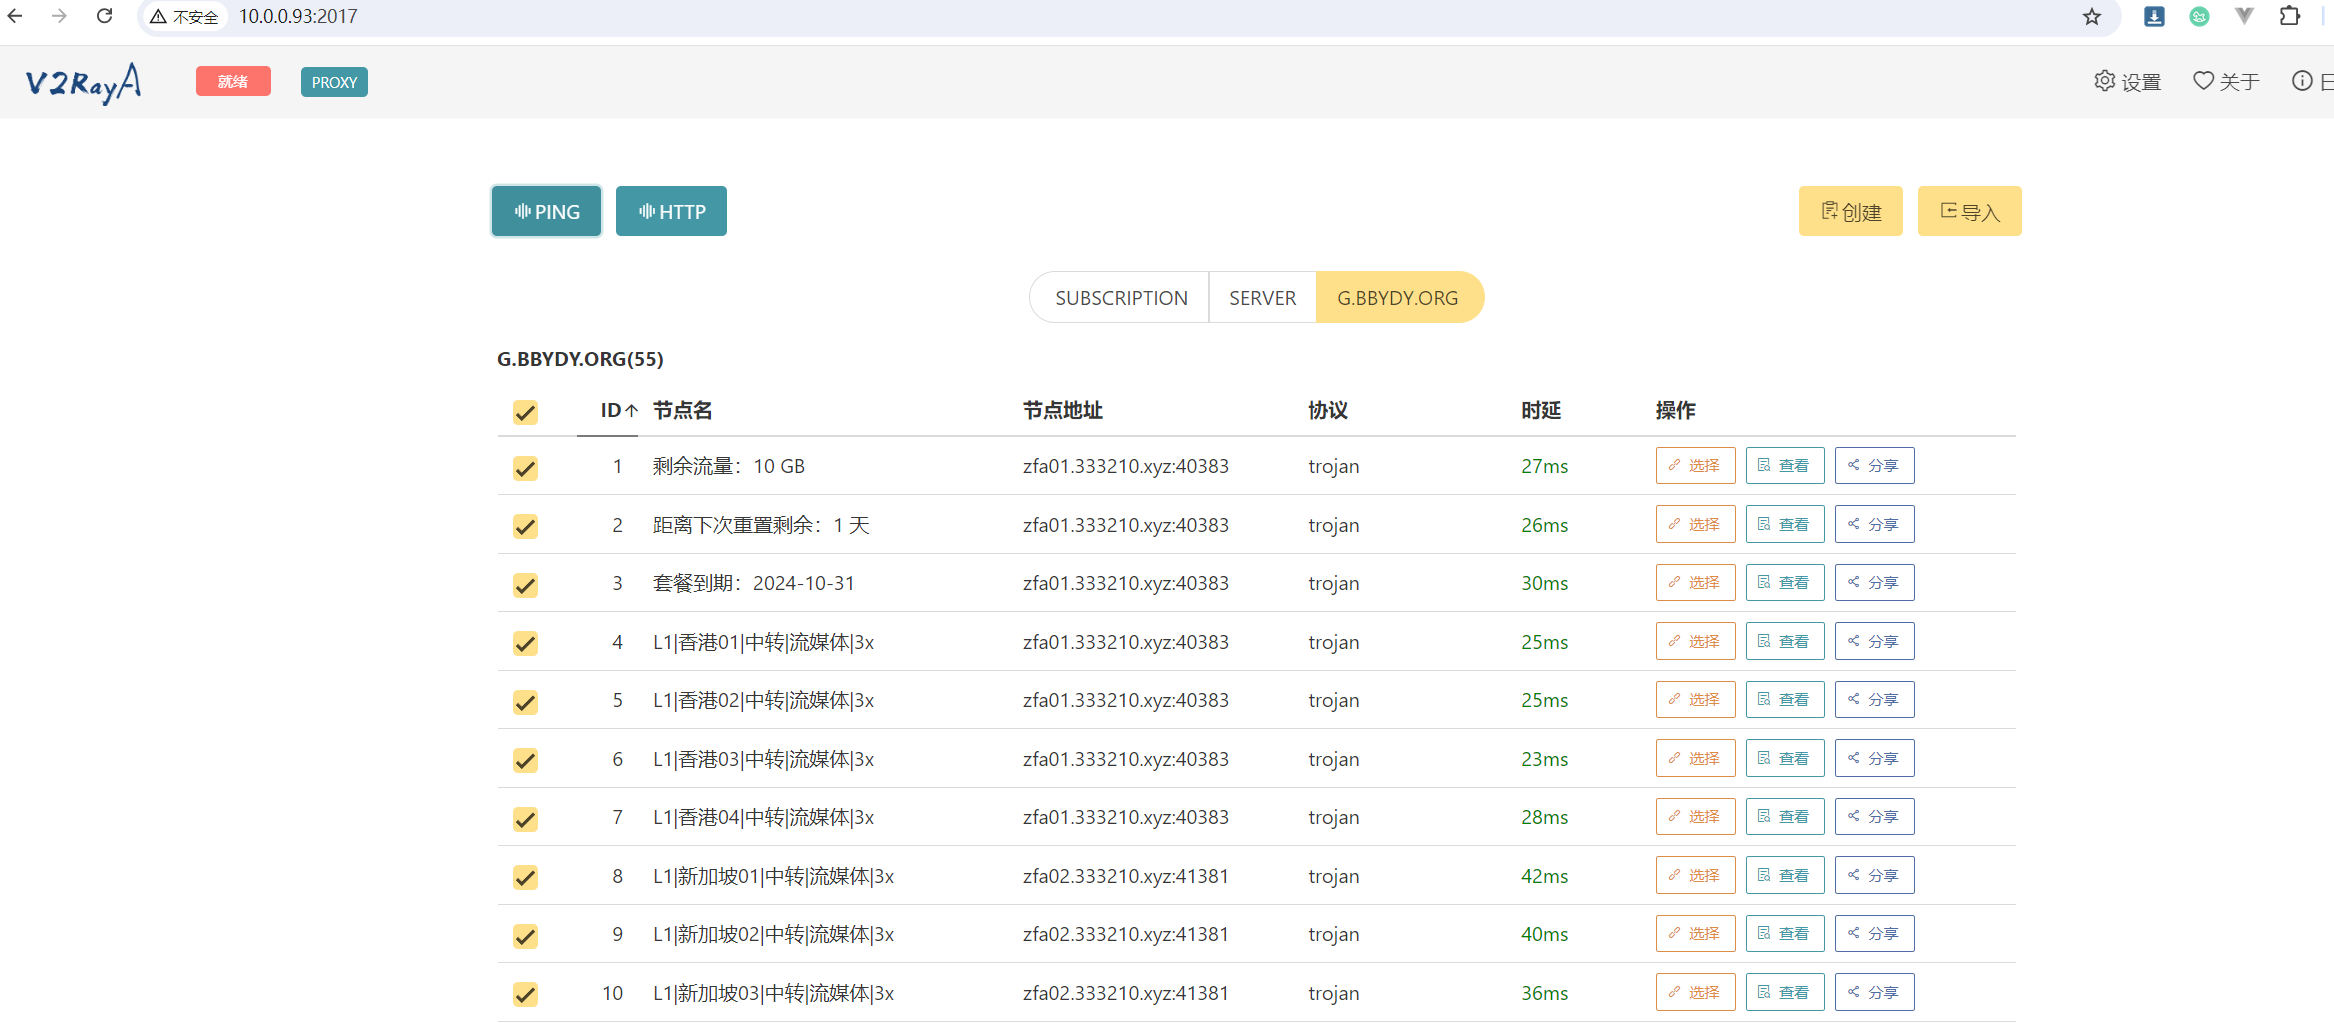 不安全 10.0.0.93:2017
V2RayA 就绪 PROXY 设置 关于
PING HTTP 创建 导入
SUBSCRIPTION SERVER G.BBYDY.ORG
G.BBYDY.ORG(55)
ID 节点名 节点地址 协议 时延 操作
1 剩余流量：10 GB zfa01.333210.xyz:40383 trojan 27ms 选择 查看 分享
2 距离下次重置剩余：1 天 zfa01.333210.xyz:40383 trojan 26ms 选择 查看 分享
3 套餐到期：2024-10-31 zfa01.333210.xyz:40383 trojan 30ms 选择 查看 分享
4 L1|香港01|中转|流媒体|3x zfa01.333210.xyz:40383 trojan 25ms 选择 查看 分享
5 L1|香港02|中转|流媒体|3x zfa01.333210.xyz:40383 trojan 25ms 选择 查看 分享
6 L1|香港03|中转|流媒体|3x zfa01.333210.xyz:40383 trojan 23ms 选择 查看 分享
7 L1|香港04|中转|流媒体|3x zfa01.333210.xyz:40383 trojan 28ms 选择 查看 分享
8 L1|新加坡01|中转|流媒体|3x zfa02.333210.xyz:41381 trojan 42ms 选择 查看 分享
9 L1|新加坡02|中转|流媒体|3x zfa02.333210.xyz:41381 trojan 40ms 选择 查看 分享
10 L1|新加坡03|中转|流媒体|3x zfa02.333210.xyz:41381 trojan 36ms 选择 查看 分享